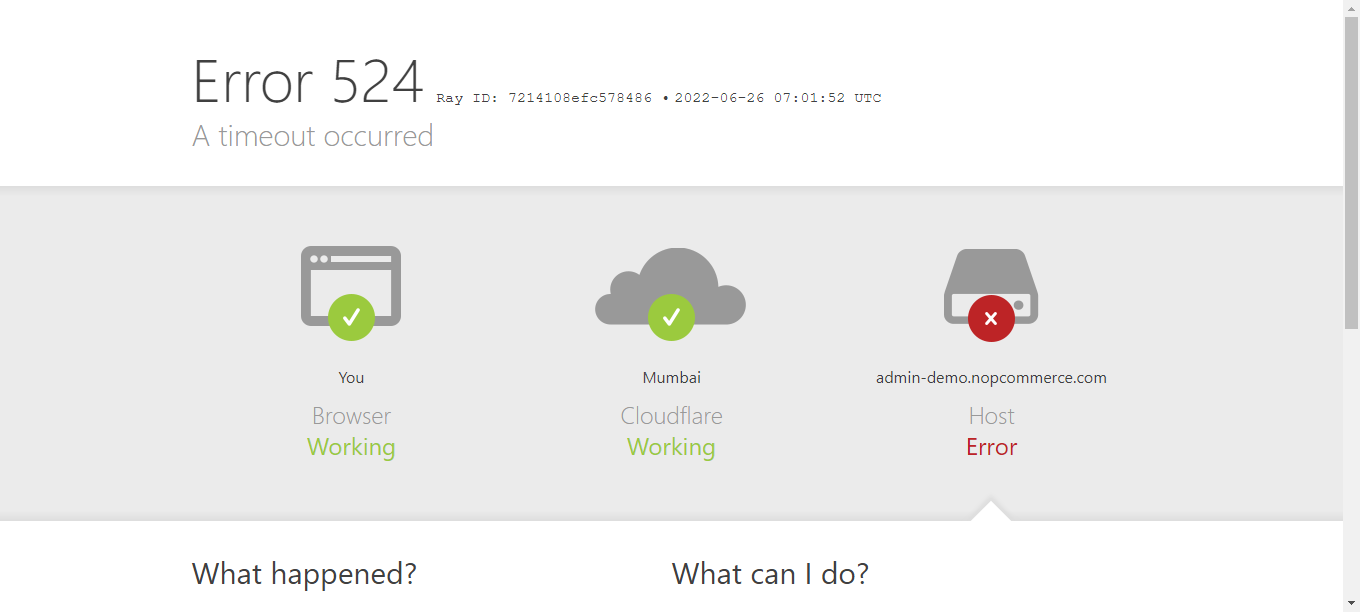 Error 524 Ray ID: 7214108efc578486 • 2022-06-26 07:01:52 UTC
A timeout occurred
You
Browser
Working
Mumbai
Cloudflare
Working
admin-demo.nopcommerce.com
Host
Error
What happened?
What can I do?